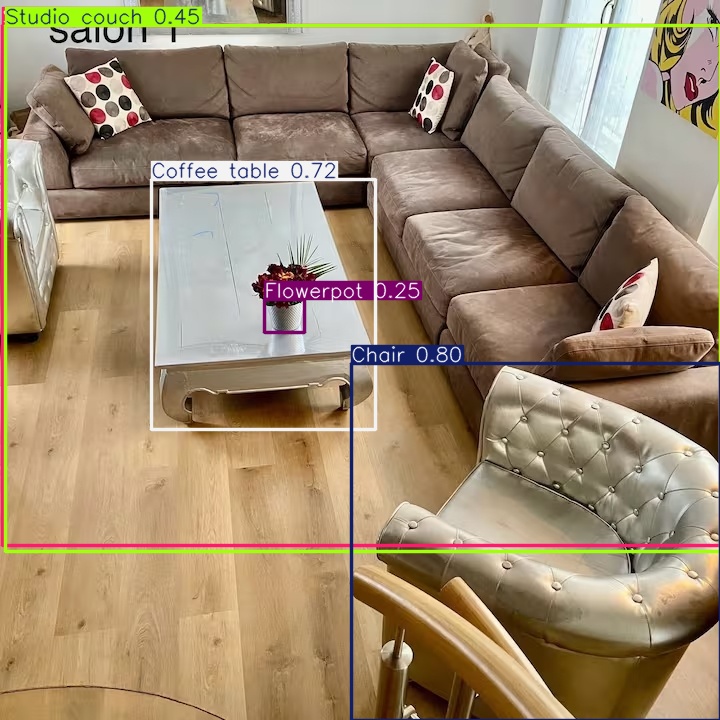 Studio couch 0.45
salon 1
Coffee table 0.72
Flowerpot 0.25
Chair 0.80